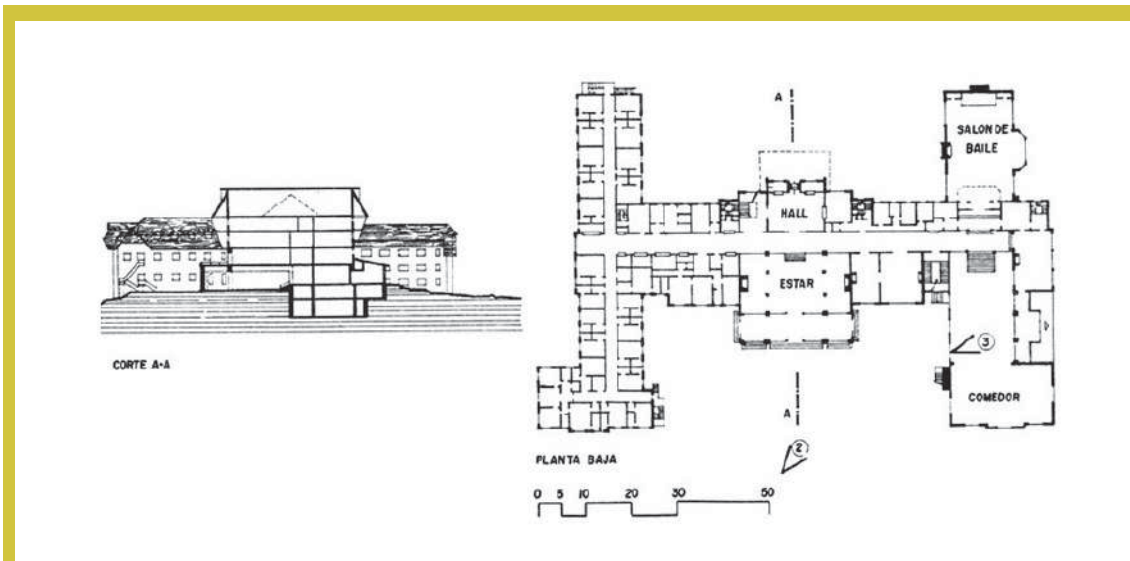 CORTE A-A
A
SALON DE
BAILE
HALL
ESTAR
3
COMEDOR
A
2
PLANTA BAJA
0 5 10 20 30 50